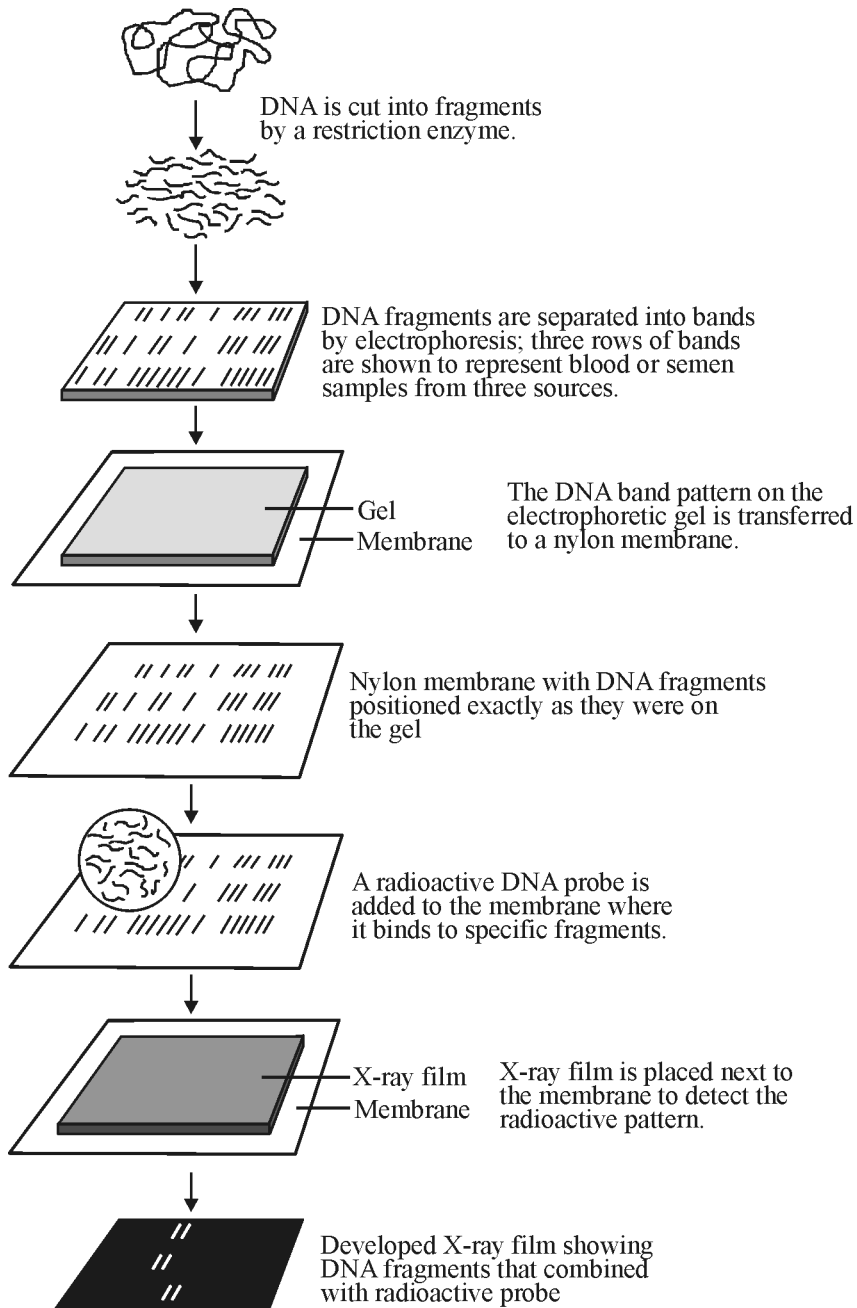 DNA is cut into fragments
by a restriction enzyme.
DNA fragments are separated into bands
by electrophoresis; three rows of bands
are shown to represent blood or semen
samples from three sources.
Gel
Membrane
The DNA band pattern on the
electrophoretic gel is transferred
to a nylon membrane.
Nylon membrane with DNA fragments
positioned exactly as they were on
the gel
A radioactive DNA probe is
added to the membrane where
it binds to specific fragments.
X-ray film
Membrane
X-ray film is placed next to
the membrane to detect the
radioactive pattern.
Developed X-ray film showing
DNA fragments that combined
with radioactive probe